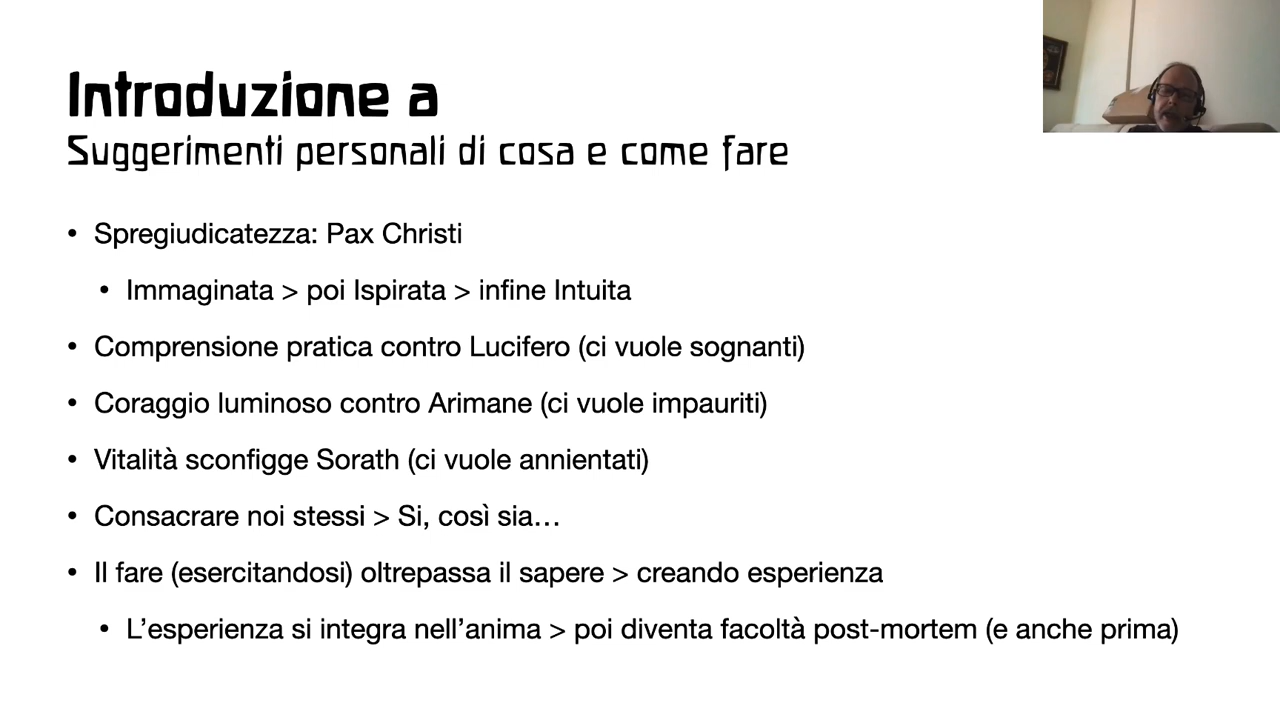 Introduzione a
Suggerimenti personali di cosa e come fare
• Spregiudicatezza: Pax Christi
• Immaginata > poi Ispirata > infine Intuita
• Comprensione pratica contro Lucifero (ci vuole sognanti)
• Coraggio luminoso contro Arimane (ci vuole impauriti)
• Vitalità sconfigge Sorath (ci vuole annientati)
• Consacrare noi stessi > Si, così sia…
• Il fare (esercitandosi) oltrepassa il sapere > creando esperienza
• L’esperienza si integra nell’anima > poi diventa facoltà post-mortem (e anche prima)